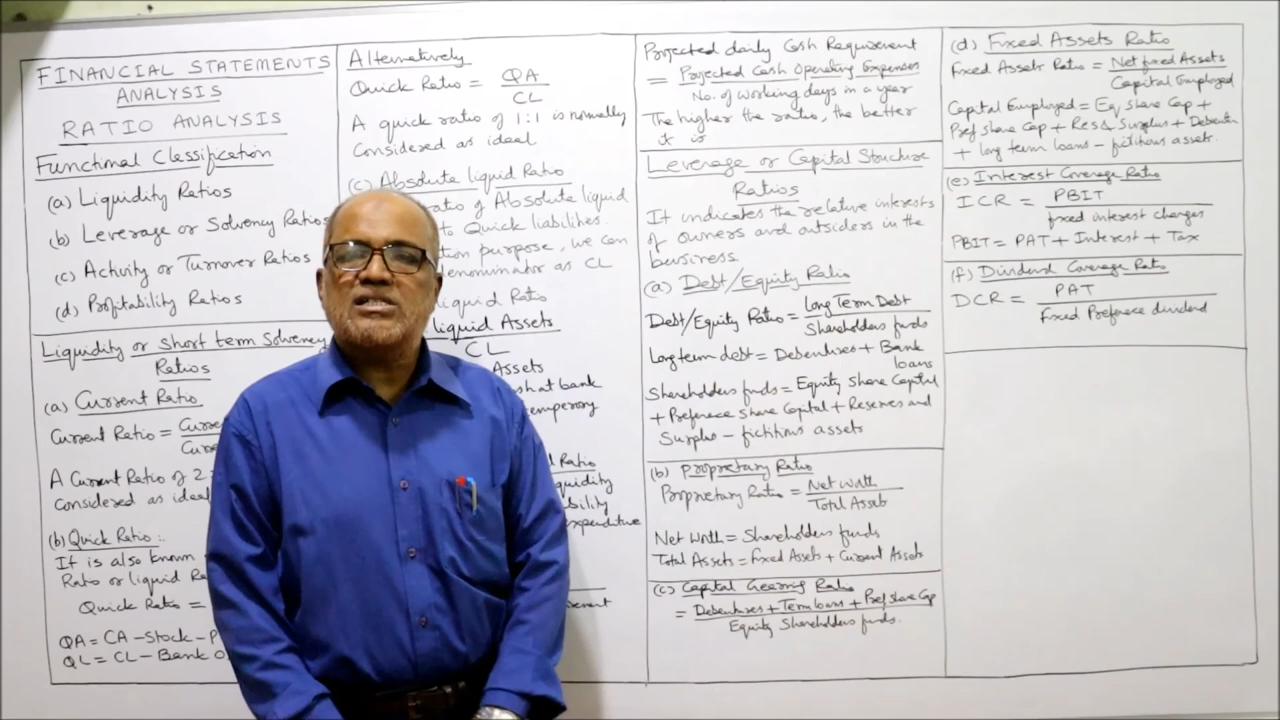 FINANCIAL STATEMENTS
ANALYSIS
RATIO ANALYSIS
Functional Classification
(a) Liquidity Ratios
(b) Leverage or Solvency Ratios
(c) Activity or Turnover Ratios
(d) Profitability Ratios
Liquidity or short term Solvency
Ratios
(a) Current Ratio
Current Ratio =
A Current Ratio of 2:
Considered as ideal
(b) Quick Ratio:
It is also known
Ratio or liquid
Quick Ratio =
QA = CA - Stock - P
QL = CL - Bank O
Alternatively
Quick Ratio = QA
CL
A quick ratio of 1:1 is normally
Considered as ideal
(c) Absolute liquid Ratio
ratio of Absolute liquid
to Quick liabilities.
purpose, we can
denominator as CL
liquid Ratio
liquid Assets
CL
Assets
bank
temporary
Ratio
expenditure
Projected daily Cash Requirement
= Projected Cash Operating Expenses
No. of working days in a year
The higher the ratio, the better
it is
Leverage or Capital Structure
Ratios
It indicates the relative interests
of owners and outsiders in the
business.
(a) Debt/Equity Ratio
Debt/Equity Ratio = Long Term Debt
Shareholders funds
Long term debt = Debentures + Bank
loans
Shareholders funds = Equity Share Capital
+ Preference Share Capital + Reserves and
Surplus - fictitious assets
(b) Proprietary Ratio
Proprietary Ratio = Net Worth
Total Assets
Net Worth = Shareholders funds
Total Assets = Fixed Assets + Current Assets
(c) Capital Gearing Ratio
= Debentures + Term loans + Pref Share Cap
Equity Shareholders funds.
(d) Fixed Assets Ratio
Fixed Assets Ratio = Net fixed Assets
Capital Employed
Capital Employed = Eq share Cap +
Pref share Cap + Res & Surplus + Deben
+ long term loans - fictitious assets.
(e) Interest Coverage Ratio
ICR = PBIT
fixed interest charges
PBIT = PAT + Interest + Tax
(f) Dividend Coverage Ratio
DCR = PAT
Fixed Preference dividend